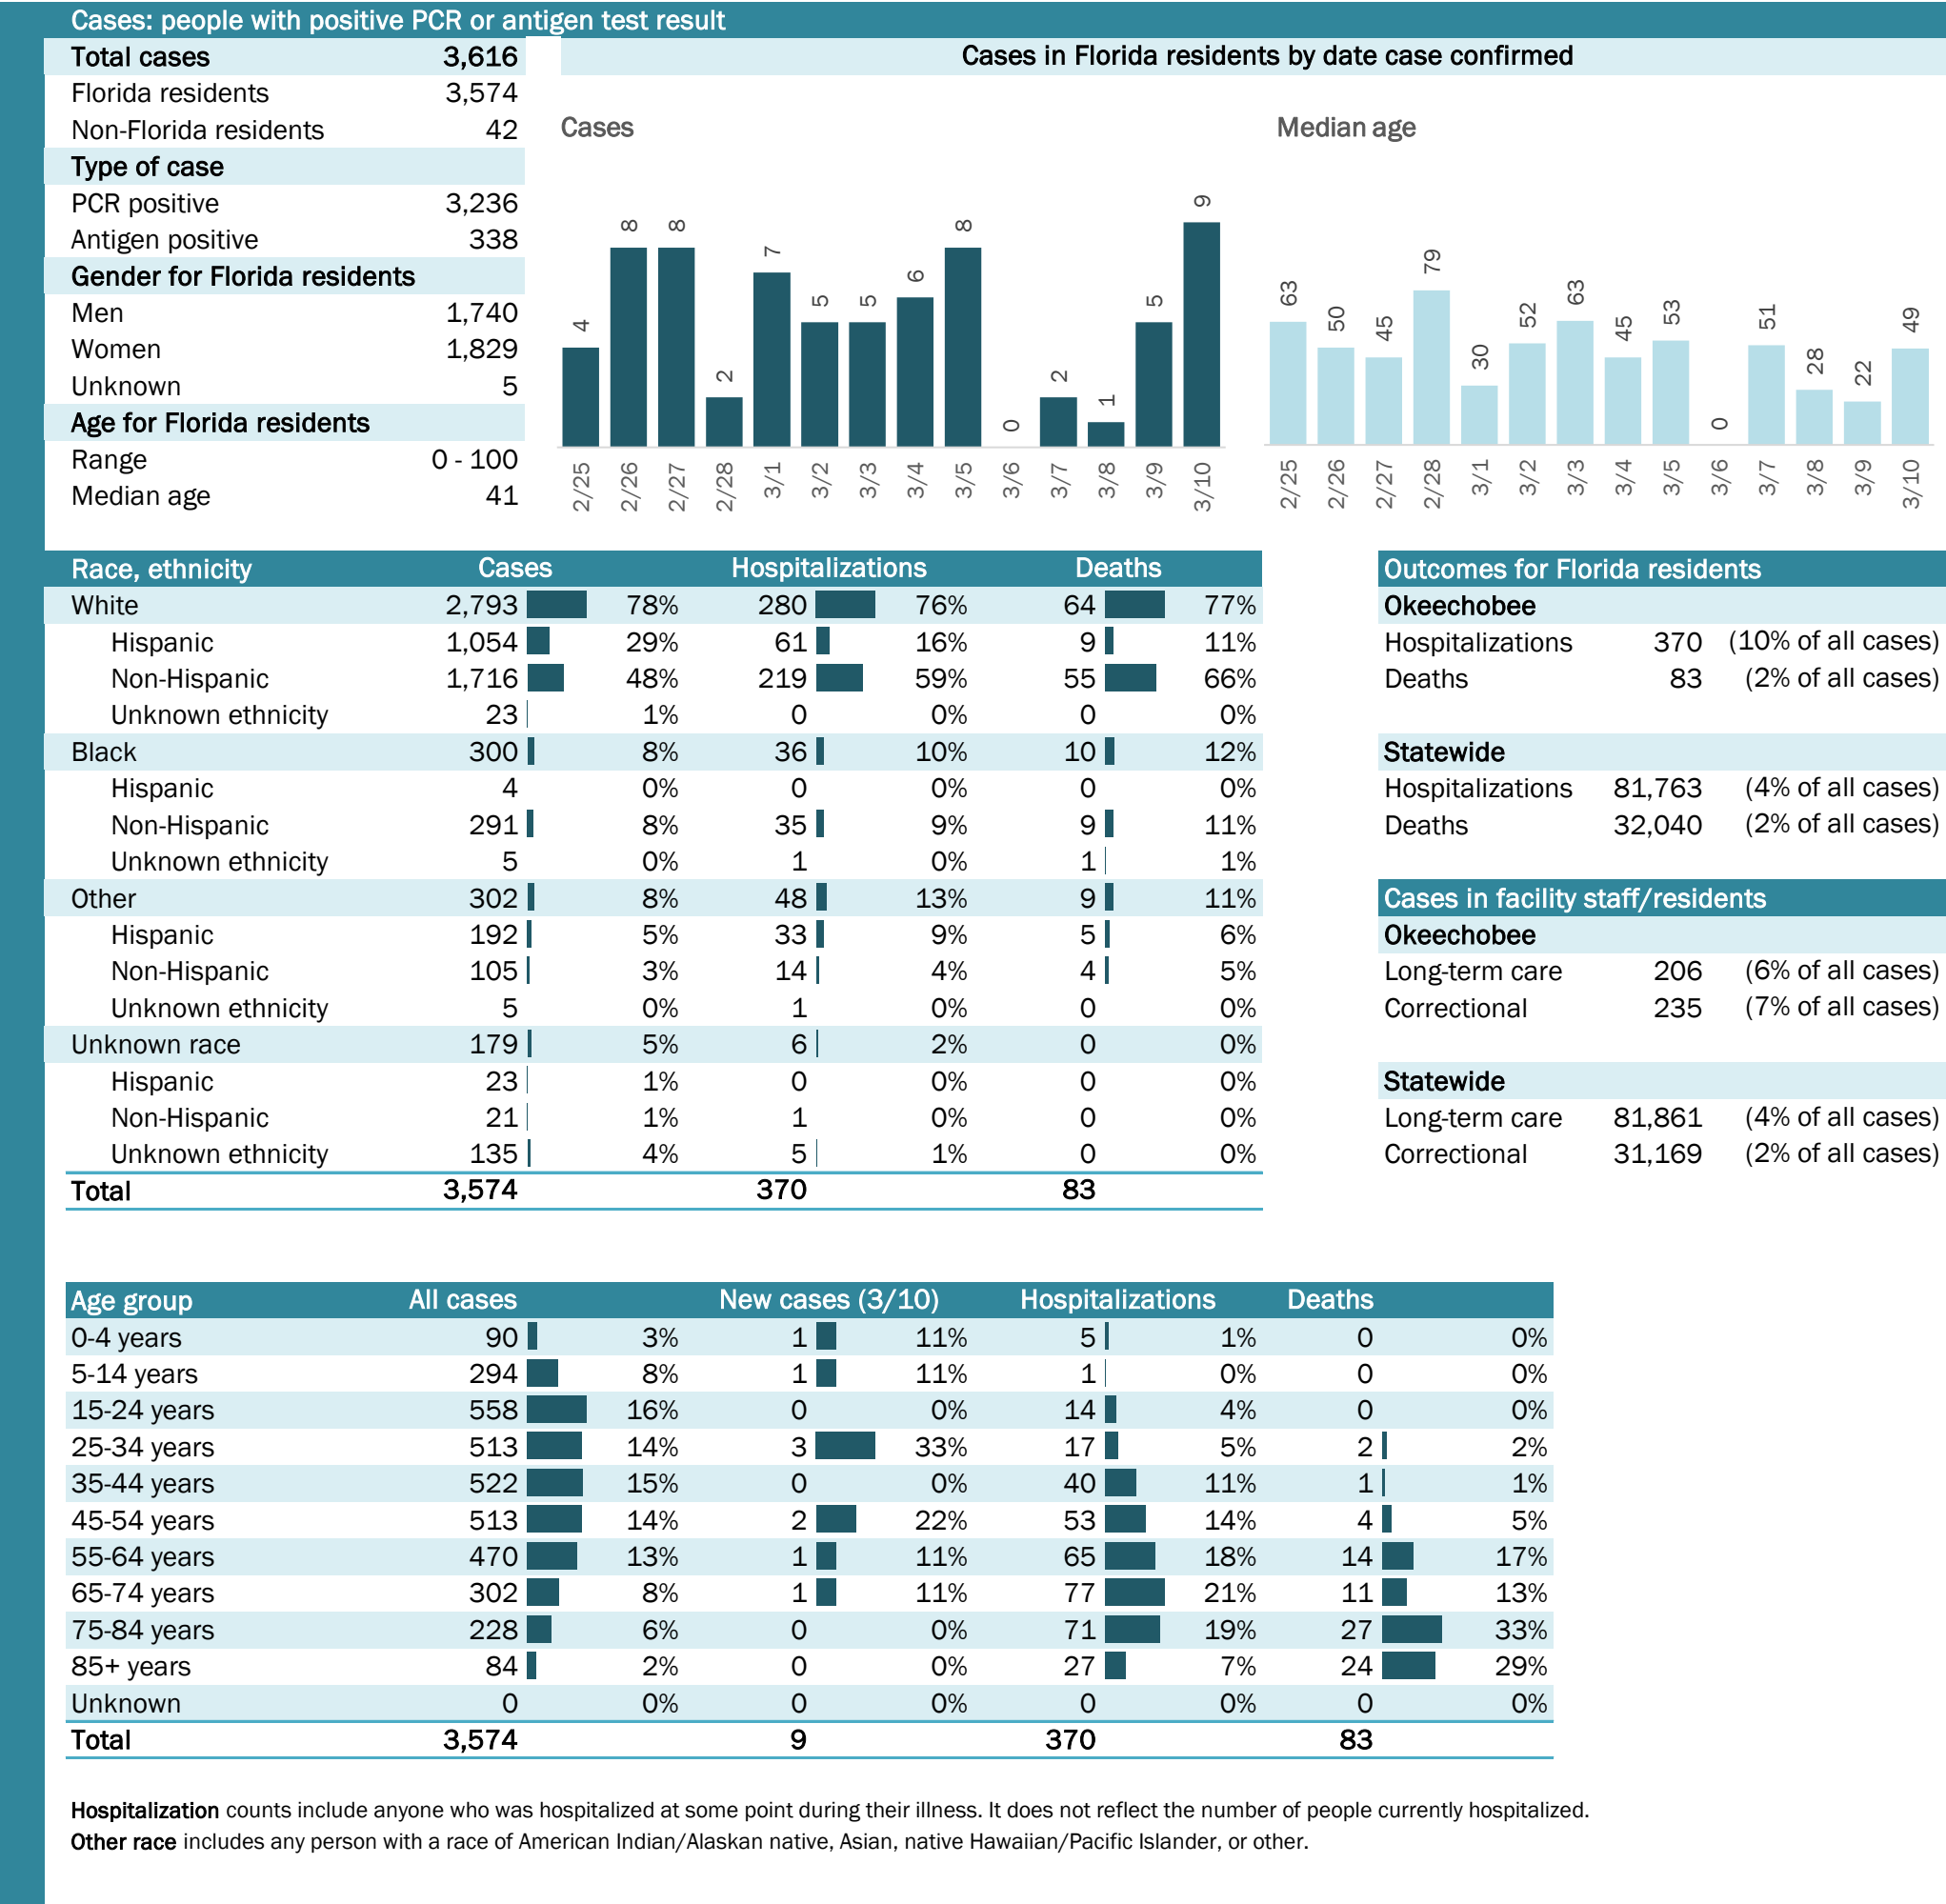 Cases: people with positive PCR or antigen test result
Total cases 3,616
Florida residents 3,574
Non-Florida residents 42
Type of case
PCR positive 3,236
Antigen positive 338
Gender for Florida residents
Men 1,740
Women 1,829
Unknown 5
Age for Florida residents
Range 0 - 100
Median age 41
Cases in Florida residents by date case confirmed
Cases
4 8 8 2 7 5 5 6 8 0 2 1 5 9
2/25 2/26 2/27 2/28 3/1 3/2 3/3 3/4 3/5 3/6 3/7 3/8 3/9 3/10
Median age
63 50 45 79 30 52 63 45 53 0 51 28 22 49
2/25 2/26 2/27 2/28 3/1 3/2 3/3 3/4 3/5 3/6 3/7 3/8 3/9 3/10
Race, ethnicity Cases Hospitalizations Deaths
White 2,793 78% 280 76% 64 77%
Hispanic 1,054 29% 61 16% 9 11%
Non-Hispanic 1,716 48% 219 59% 55 66%
Unknown ethnicity 23 1% 0 0% 0 0%
Black 300 8% 36 10% 10 12%
Hispanic 4 0% 0 0% 0 0%
Non-Hispanic 291 8% 35 9% 9 11%
Unknown ethnicity 5 0% 1 0% 1 1%
Other 302 8% 48 13% 9 11%
Hispanic 192 5% 33 9% 5 6%
Non-Hispanic 105 3% 14 4% 4 5%
Unknown ethnicity 5 0% 1 0% 0 0%
Unknown race 179 5% 6 2% 0 0%
Hispanic 23 1% 0 0% 0 0%
Non-Hispanic 21 1% 1 0% 0 0%
Unknown ethnicity 135 4% 5 1% 0 0%
Total 3,574 370 83
Outcomes for Florida residents
Okeechobee
Hospitalizations 370 (10% of all cases)
Deaths 83 (2% of all cases)
Statewide
Hospitalizations 81,763 (4% of all cases)
Deaths 32,040 (2% of all cases)
Cases in facility staff/residents
Okeechobee
Long-term care 206 (6% of all cases)
Correctional 235 (7% of all cases)
Statewide
Long-term care 81,861 (4% of all cases)
Correctional 31,169 (2% of all cases)
Age group All cases New cases (3/10) Hospitalizations Deaths
0-4 years 90 3% 1 11% 5 1% 0 0%
5-14 years 294 8% 1 11% 1 0% 0 0%
15-24 years 558 16% 0 0% 14 4% 0 0%
25-34 years 513 14% 3 33% 17 5% 2 2%
35-44 years 522 15% 0 0% 40 11% 1 1%
45-54 years 513 14% 2 22% 53 14% 4 5%
55-64 years 470 13% 1 11% 65 18% 14 17%
65-74 years 302 8% 1 11% 77 21% 11 13%
75-84 years 228 6% 0 0% 71 19% 27 33%
85+ years 84 2% 0 0% 27 7% 24 29%
Unknown 0 0% 0 0% 0 0% 0 0%
Total 3,574 9 370 83
Hospitalization counts include anyone who was hospitalized at some point during their illness. It does not reflect the number of people currently hospitalized.
Other race includes any person with a race of American Indian/Alaskan native, Asian, native Hawaiian/Pacific Islander, or other.